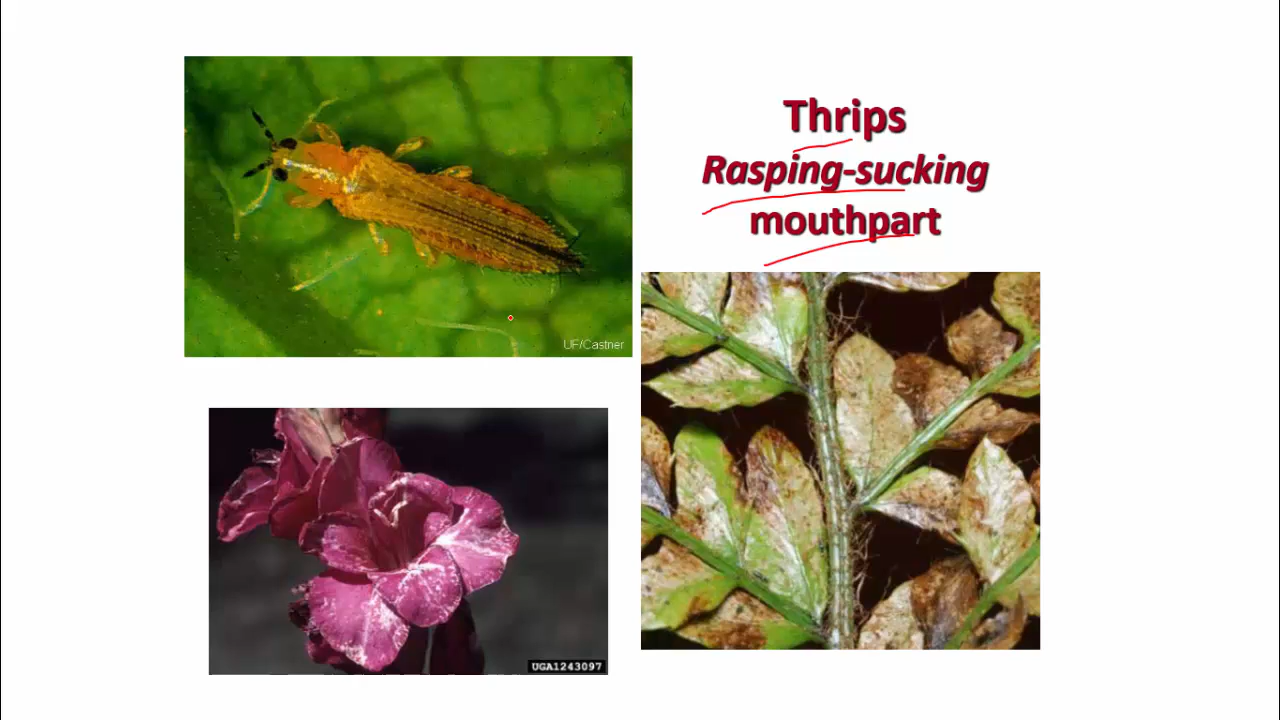 Thrips
Rasping-sucking
mouthpart
UF/Castner
UGA1243097